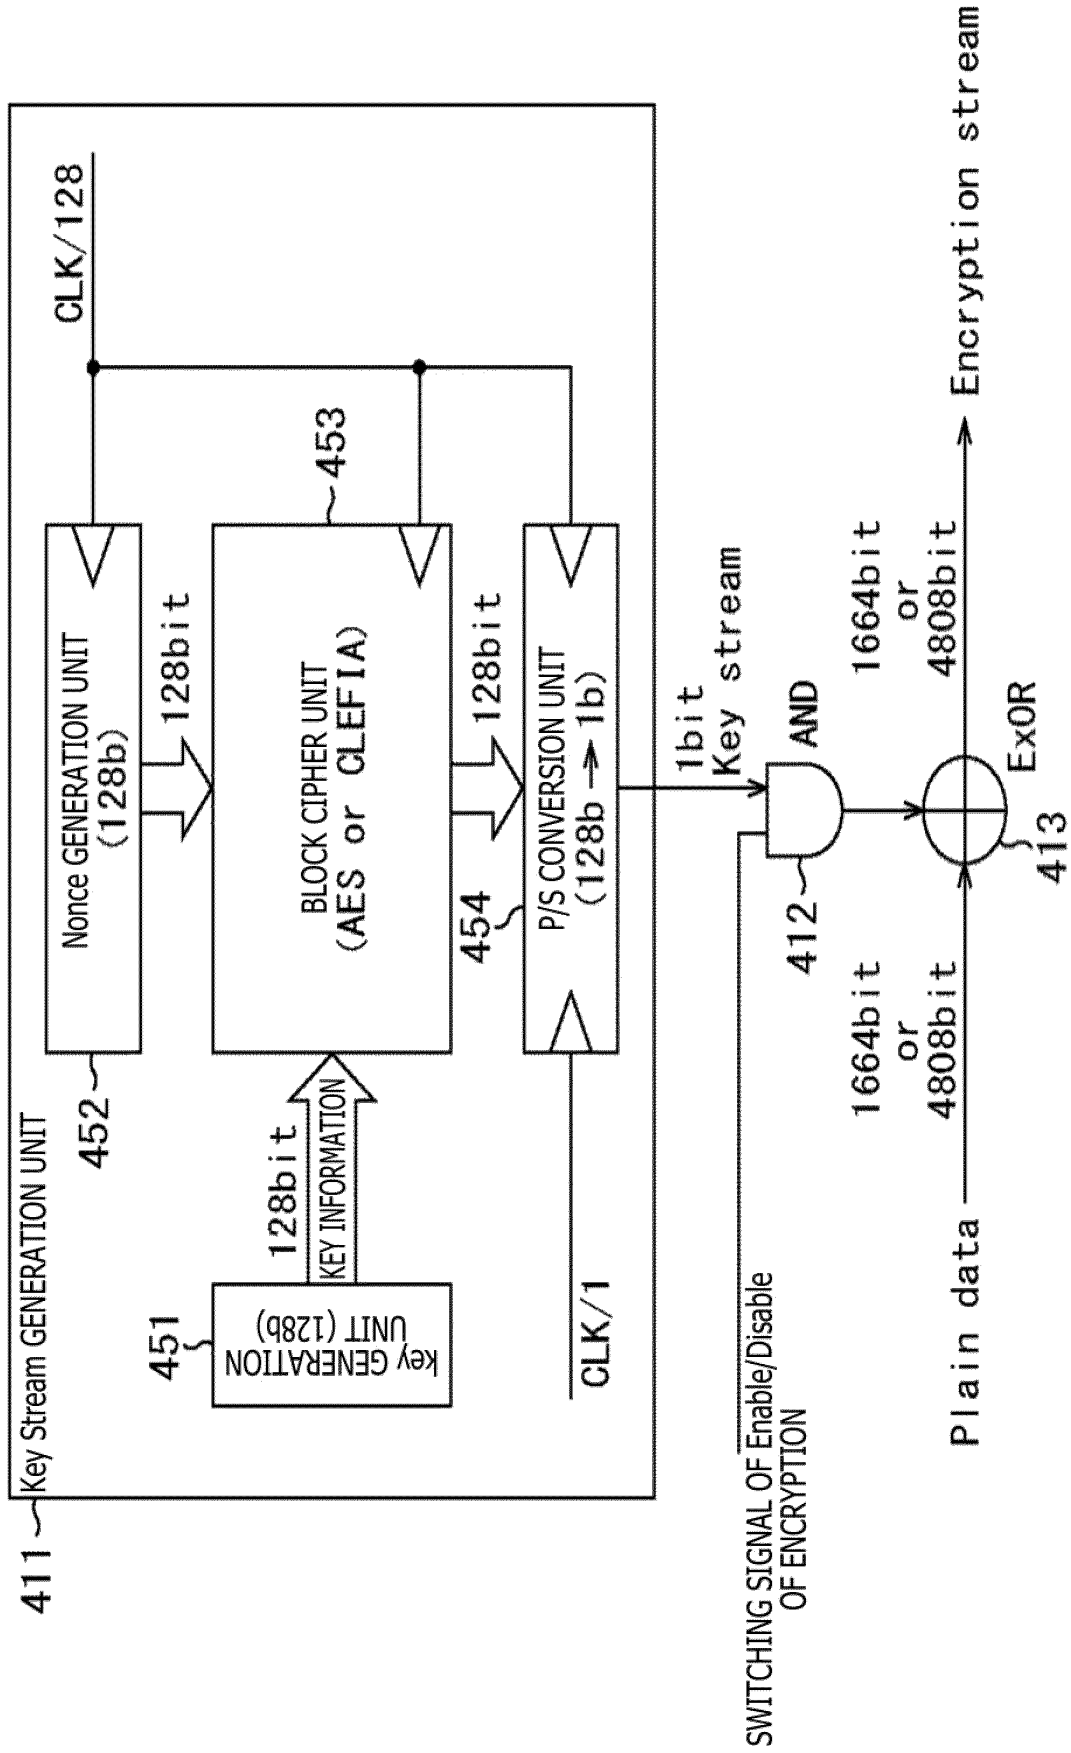 411
Key Stream GENERATION UNIT
CLK/128
452
Nonce GENERATION UNIT
(128b)
128bit
451
key GENERATION
UNIT (128b)
128bit
KEY INFORMATION
453
BLOCK CIPHER UNIT
(AES or CLEFIA)
128bit
454
P/S CONVERSION UNIT
(128b → 1b)
CLK/1
1bit
Key stream
SWITCHING SIGNAL OF Enable/Disable
OF ENCRYPTION
412
AND
1664bit
or
4808bit
1664bit
or
4808bit
Plain data
Encryption stream
ExOR
413